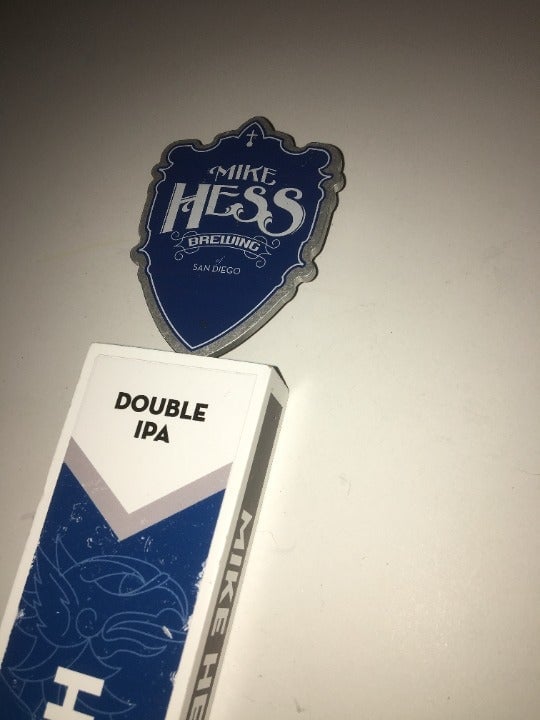 MIKE
HESS
BREWING
of
SAN DIEGO
DOUBLE
IPA
MIKE HE
H